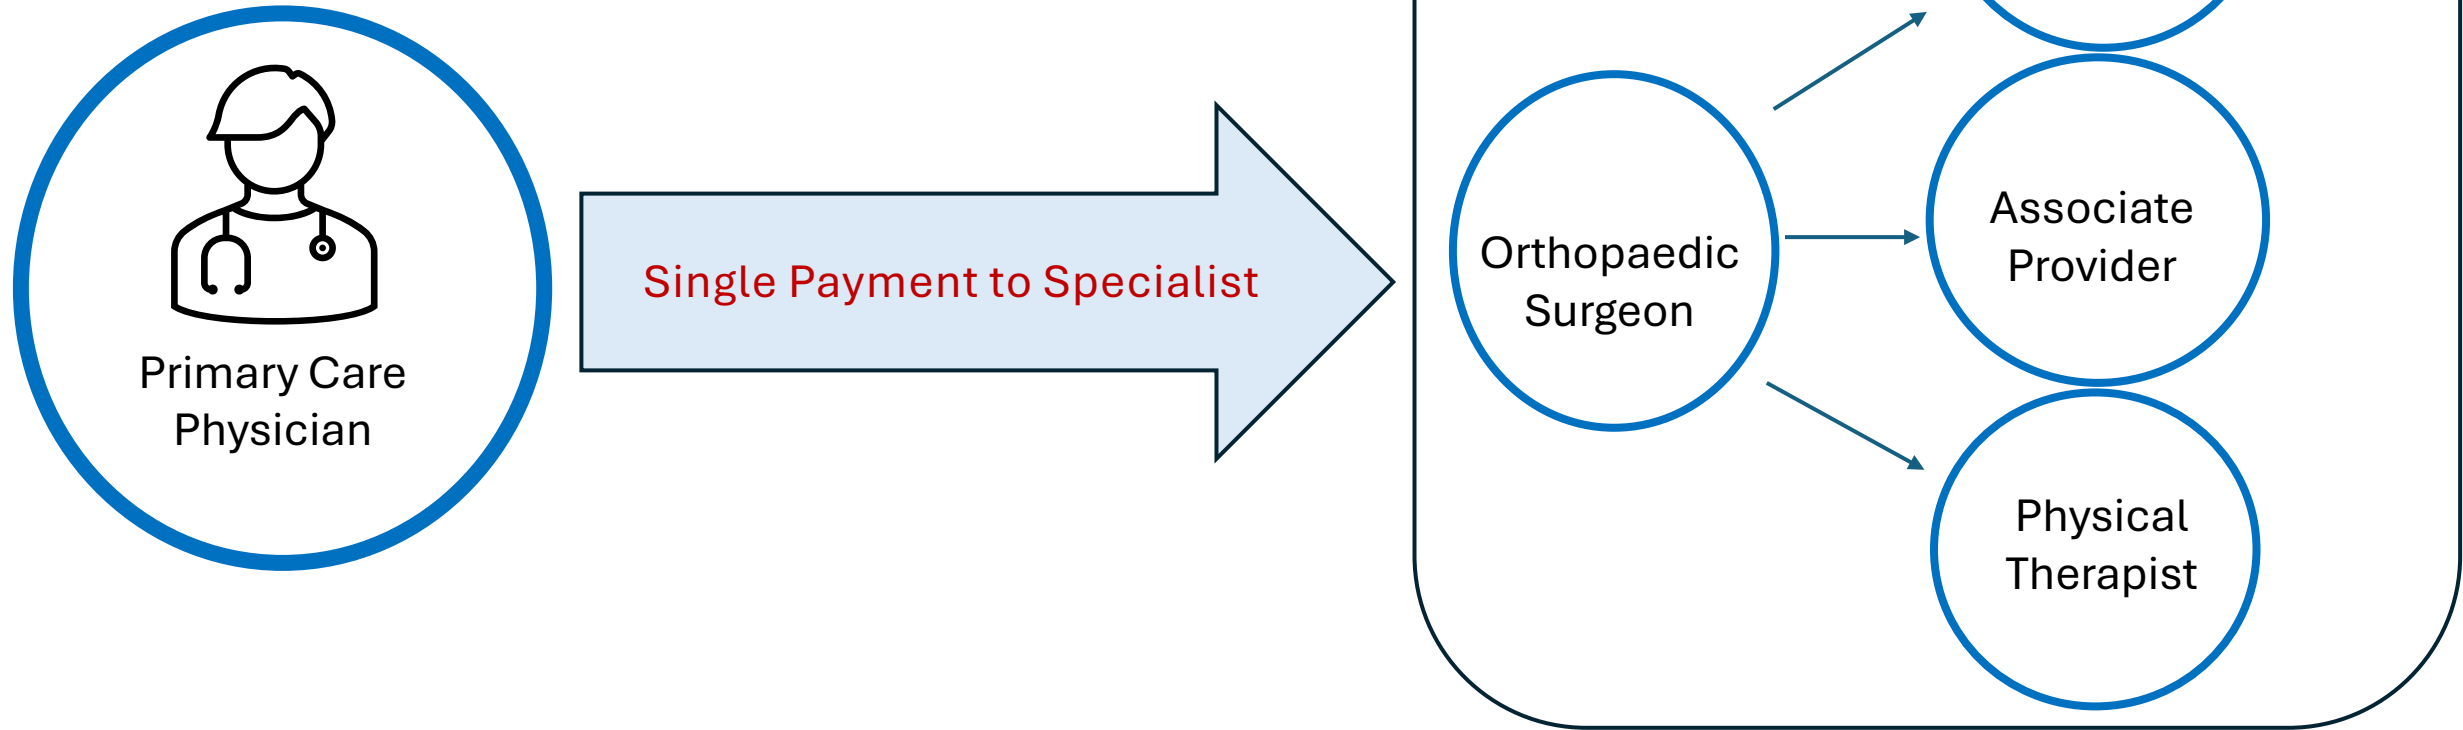 Primary Care
Physician
Single Payment to Specialist
Orthopaedic
Surgeon
Associate
Provider
Physical
Therapist